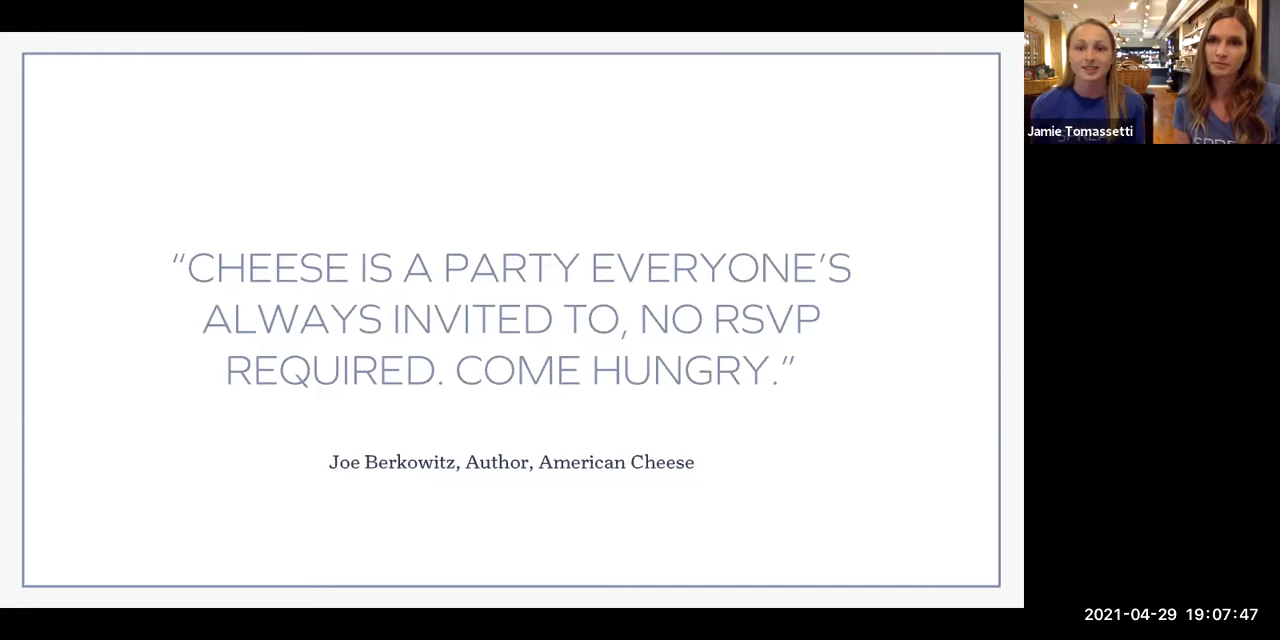 "CHEESE IS A PARTY EVERYONE'S
ALWAYS INVITED TO, NO RSVP
REQUIRED. COME HUNGRY."
Joe Berkowitz, Author, American Cheese
Jamie Tomassetti
2021-04-29 19:07:47